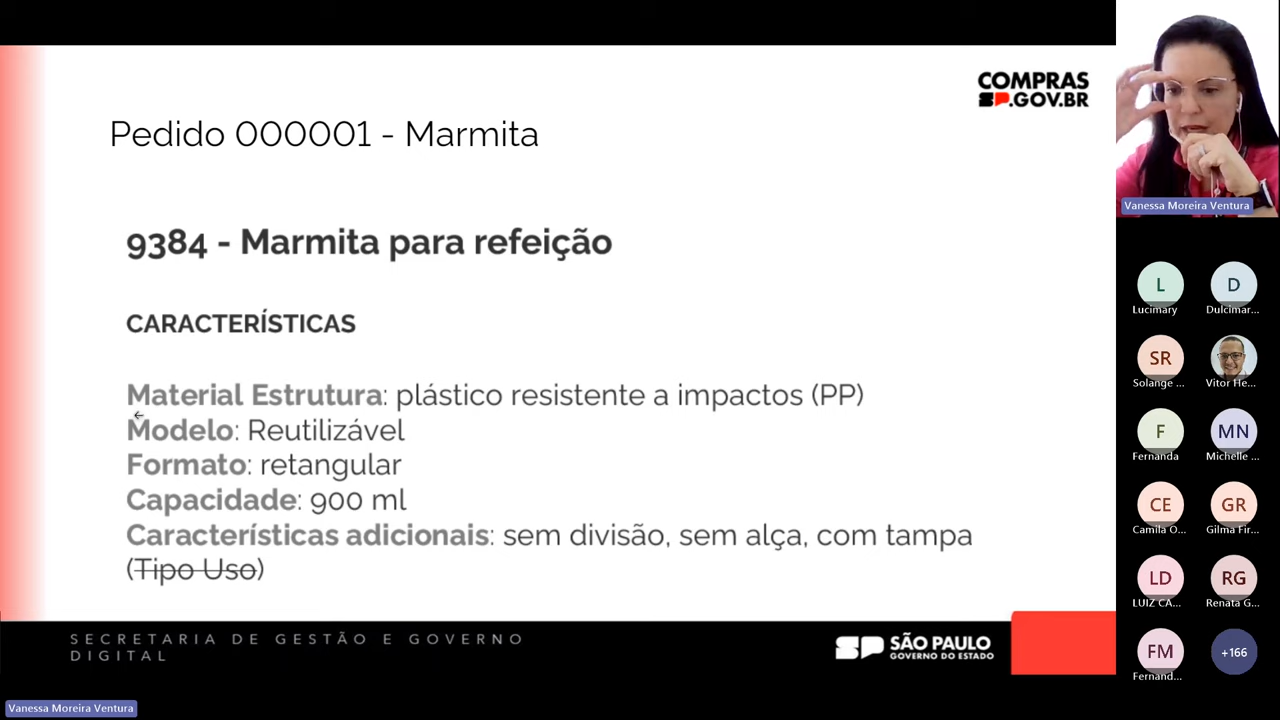 COMPRAS
SP.GOV.BR
Pedido 000001 - Marmita
9384 - Marmita para refeição
CARACTERÍSTICAS
Material Estrutura: plástico resistente a impactos (PP)
Modelo: Reutilizável
Formato: retangular
Capacidade: 900 ml
Características adicionais: sem divisão, sem alça, com tampa
(Tipo Uso)
SECRETARIA DE GESTÃO E GOVERNO
DIGITAL
SP SÃO PAULO
GOVERNO DO ESTADO
Vanessa Moreira Ventura
Vanessa Moreira Ventura
L D
Lucimary Dulcimar...
SR
Solange ... Vitor He...
F MN
Fernanda Michelle ...
CE GR
Camila O... Gilma Fir...
LD RG
LUIZ CA... Renata G...
FM +166
Fernand...